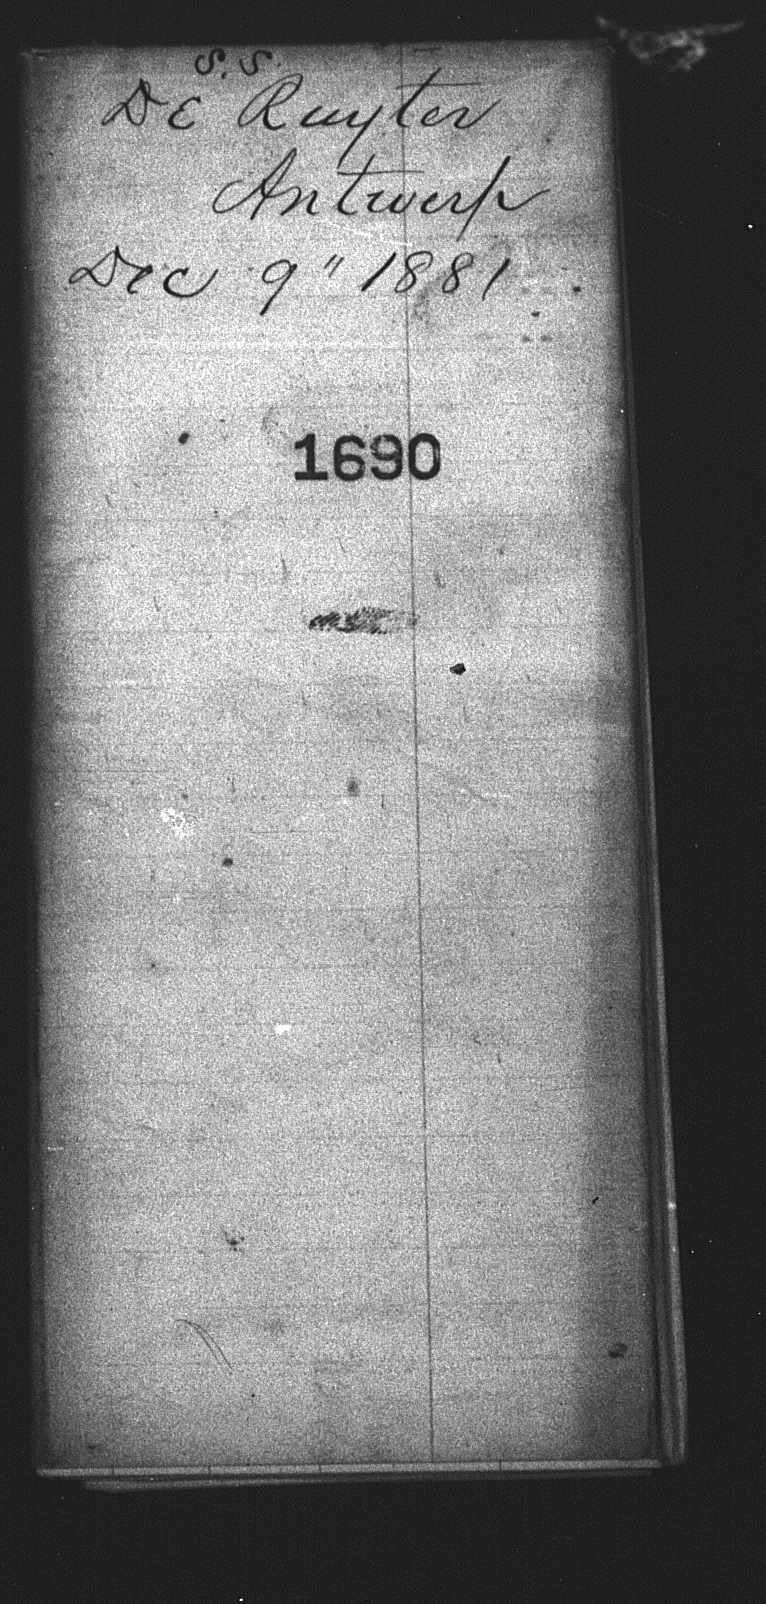 S.S.
De Ruyter
Antwerp
Dec 9" 1881
1690